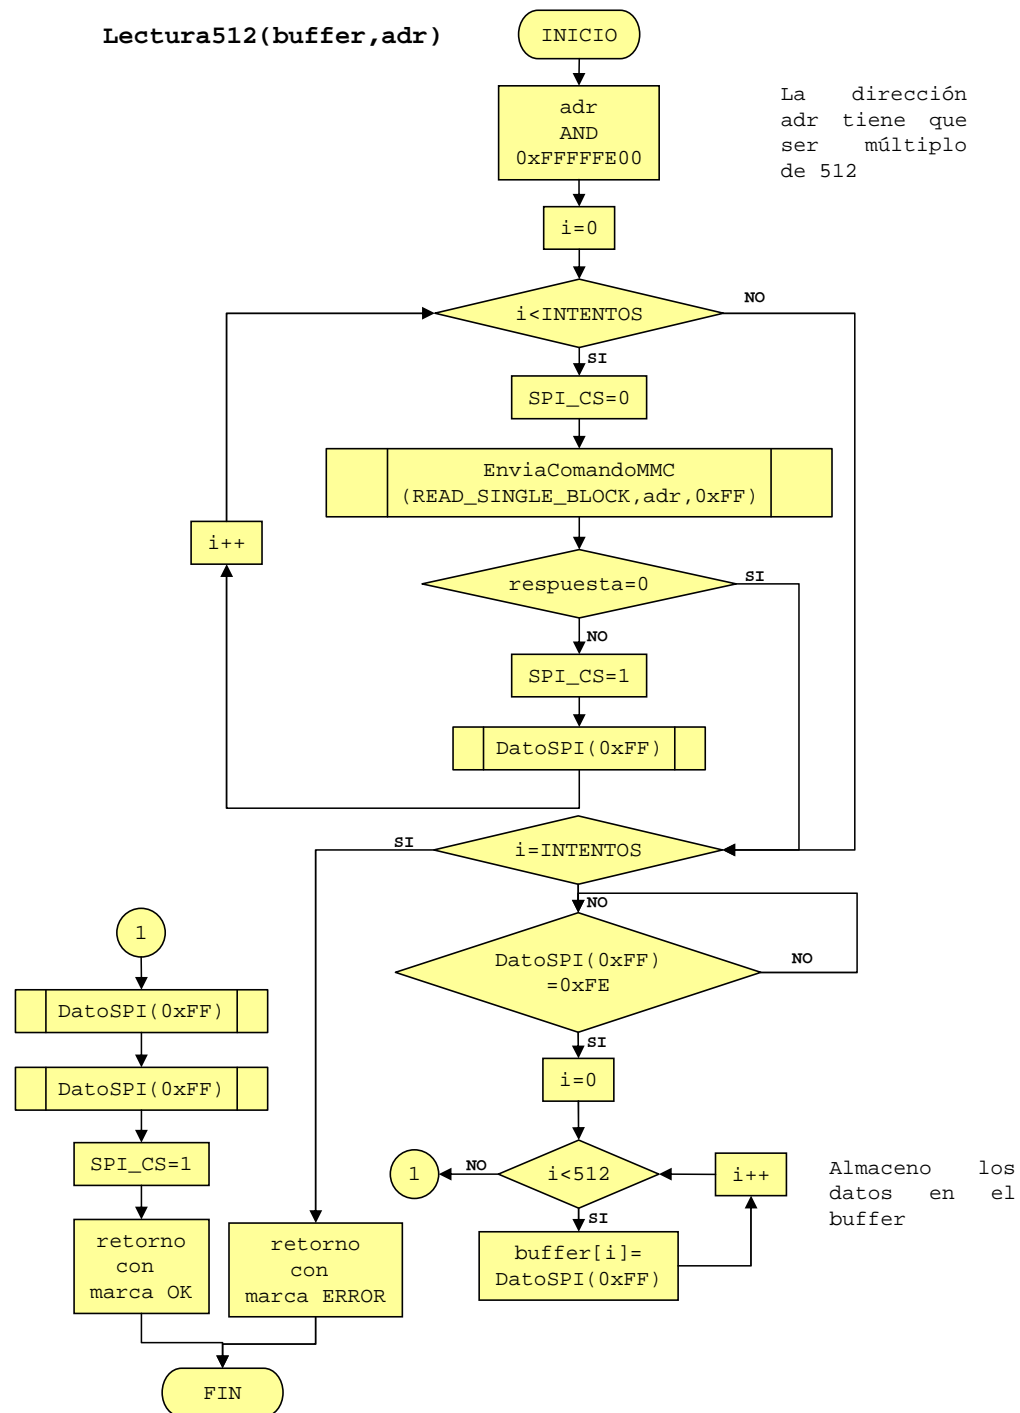 Lectura512(buffer,adr)
INICIO
adr
AND
0xFFFFFE00
La dirección
adr tiene que
ser múltiplo
de 512
i=0
i<INTENTOS
NO
SI
SPI_CS=0
EnviaComandoMMC
(READ_SINGLE_BLOCK,adr,0xFF)
i++
respuesta=0
SI
NO
SPI_CS=1
DatoSPI(0xFF)
SI
i=INTENTOS
NO
DatoSPI(0xFF)
=0xFE
NO
SI
i=0
i<512
NO
1
SI
i++
Almaceno los
datos en el
buffer
buffer[i]=
DatoSPI(0xFF)
1
DatoSPI(0xFF)
DatoSPI(0xFF)
SPI_CS=1
retorno
con
marca OK
retorno
con
marca ERROR
FIN